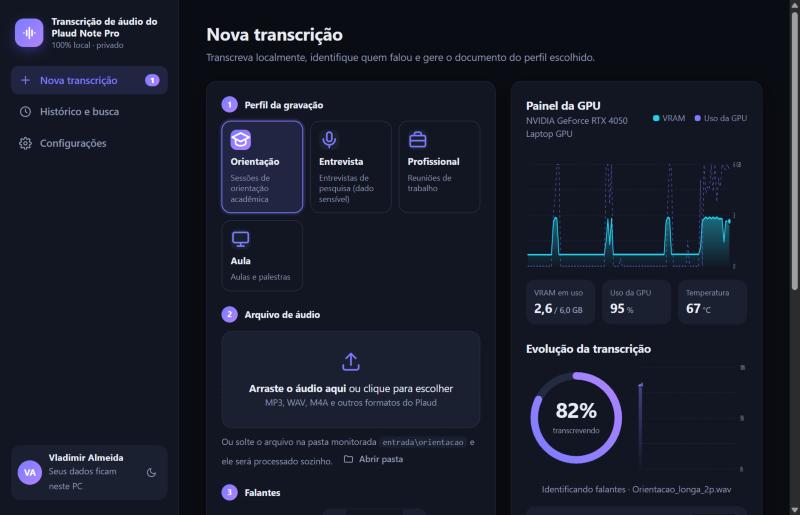 Transcrição de áudio do
Plaud Note Pro
100% local · privado
Nova transcrição
1
Histórico e busca
Configurações
Vladimir Almeida
VA
Seus dados ficam
neste PC
Nova transcrição
Transcreva localmente, identifique quem falou e gere o documento do perfil escolhido.
1 Perfil da gravação
Orientação
Sessões de
orientação
acadêmica
Entrevista
Entrevistas de
pesquisa (dado
sensível)
Profissional
Reuniões de
trabalho
Aula
Aulas e palestras
2 Arquivo de áudio
Arraste o áudio aqui ou clique para escolher
MP3, WAV, M4A e outros formatos do Plaud
Ou solte o arquivo na pasta monitorada entrada\orientacao e
ele será processado sozinho. Abrir pasta
3 Falantes
Painel da GPU
NVIDIA GeForce RTX 4050
Laptop GPU
VRAM Uso da GPU
VRAM em uso
2,6 / 6,0 GB
Uso da GPU
95 %
Temperatura
67 °C
Evolução da transcrição
82%
transcrevendo
Identificando falantes · Orientacao_longa_2p.wav